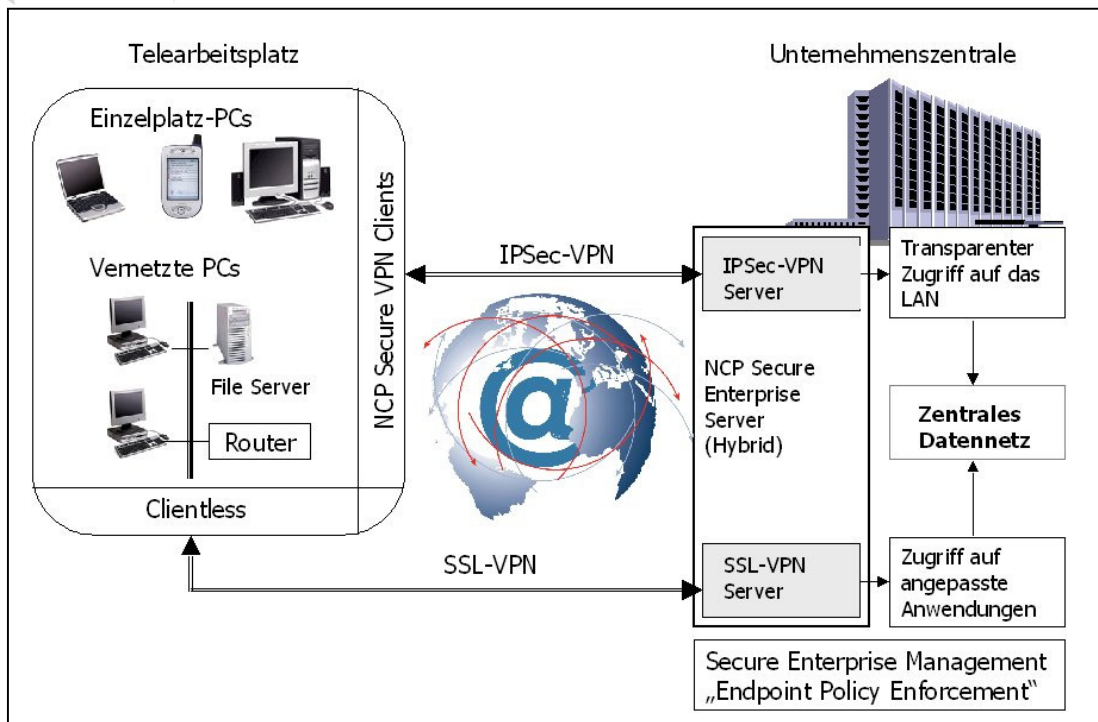 Telearbeitsplatz
Unternehmenszentrale
Einzelplatz-PCs
Vernetzte PCs
File Server
Router
Clientless
NCP Secure VPN Clients
IPSec-VPN
@
SSL-VPN
IPSec-VPN
Server
NCP Secure
Enterprise
Server
(Hybrid)
SSL-VPN
Server
Transparenter
Zugriff auf das
LAN
Zentrales
Datennetz
Zugriff auf
angepasste
Anwendungen
Secure Enterprise Management
„Endpoint Policy Enforcement“